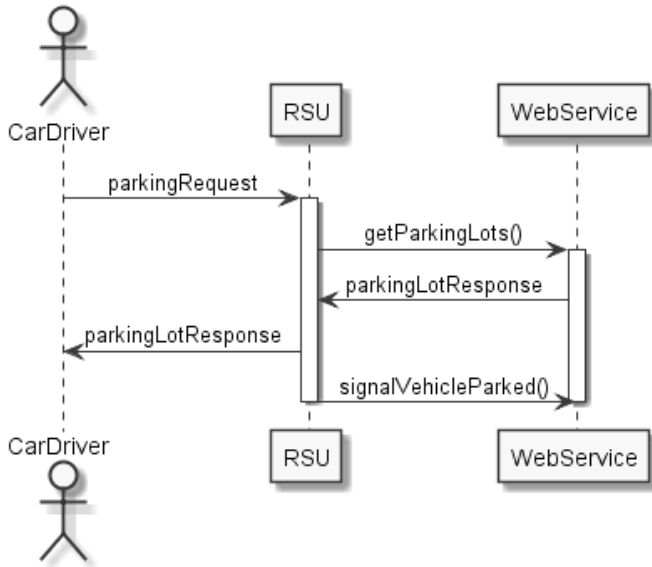 CarDriver
RSU
WebService
parkingRequest
getParkingLots()
parkingLotResponse
parkingLotResponse
signalVehicleParked()
CarDriver
RSU
WebService